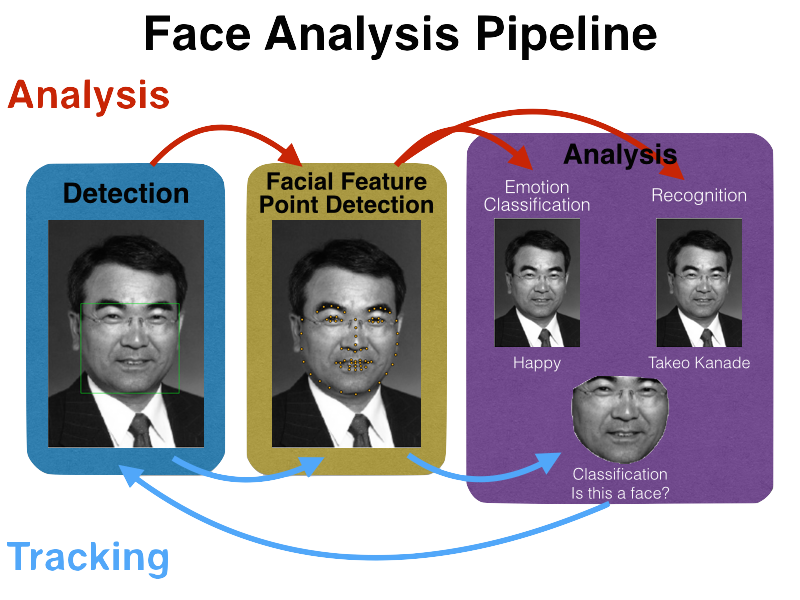 Face Analysis Pipeline
Analysis
Detection
Facial Feature
Point Detection
Analysis
Emotion
Classification
Recognition
Happy
Takeo Kanade
Classification
Is this a face?
Tracking